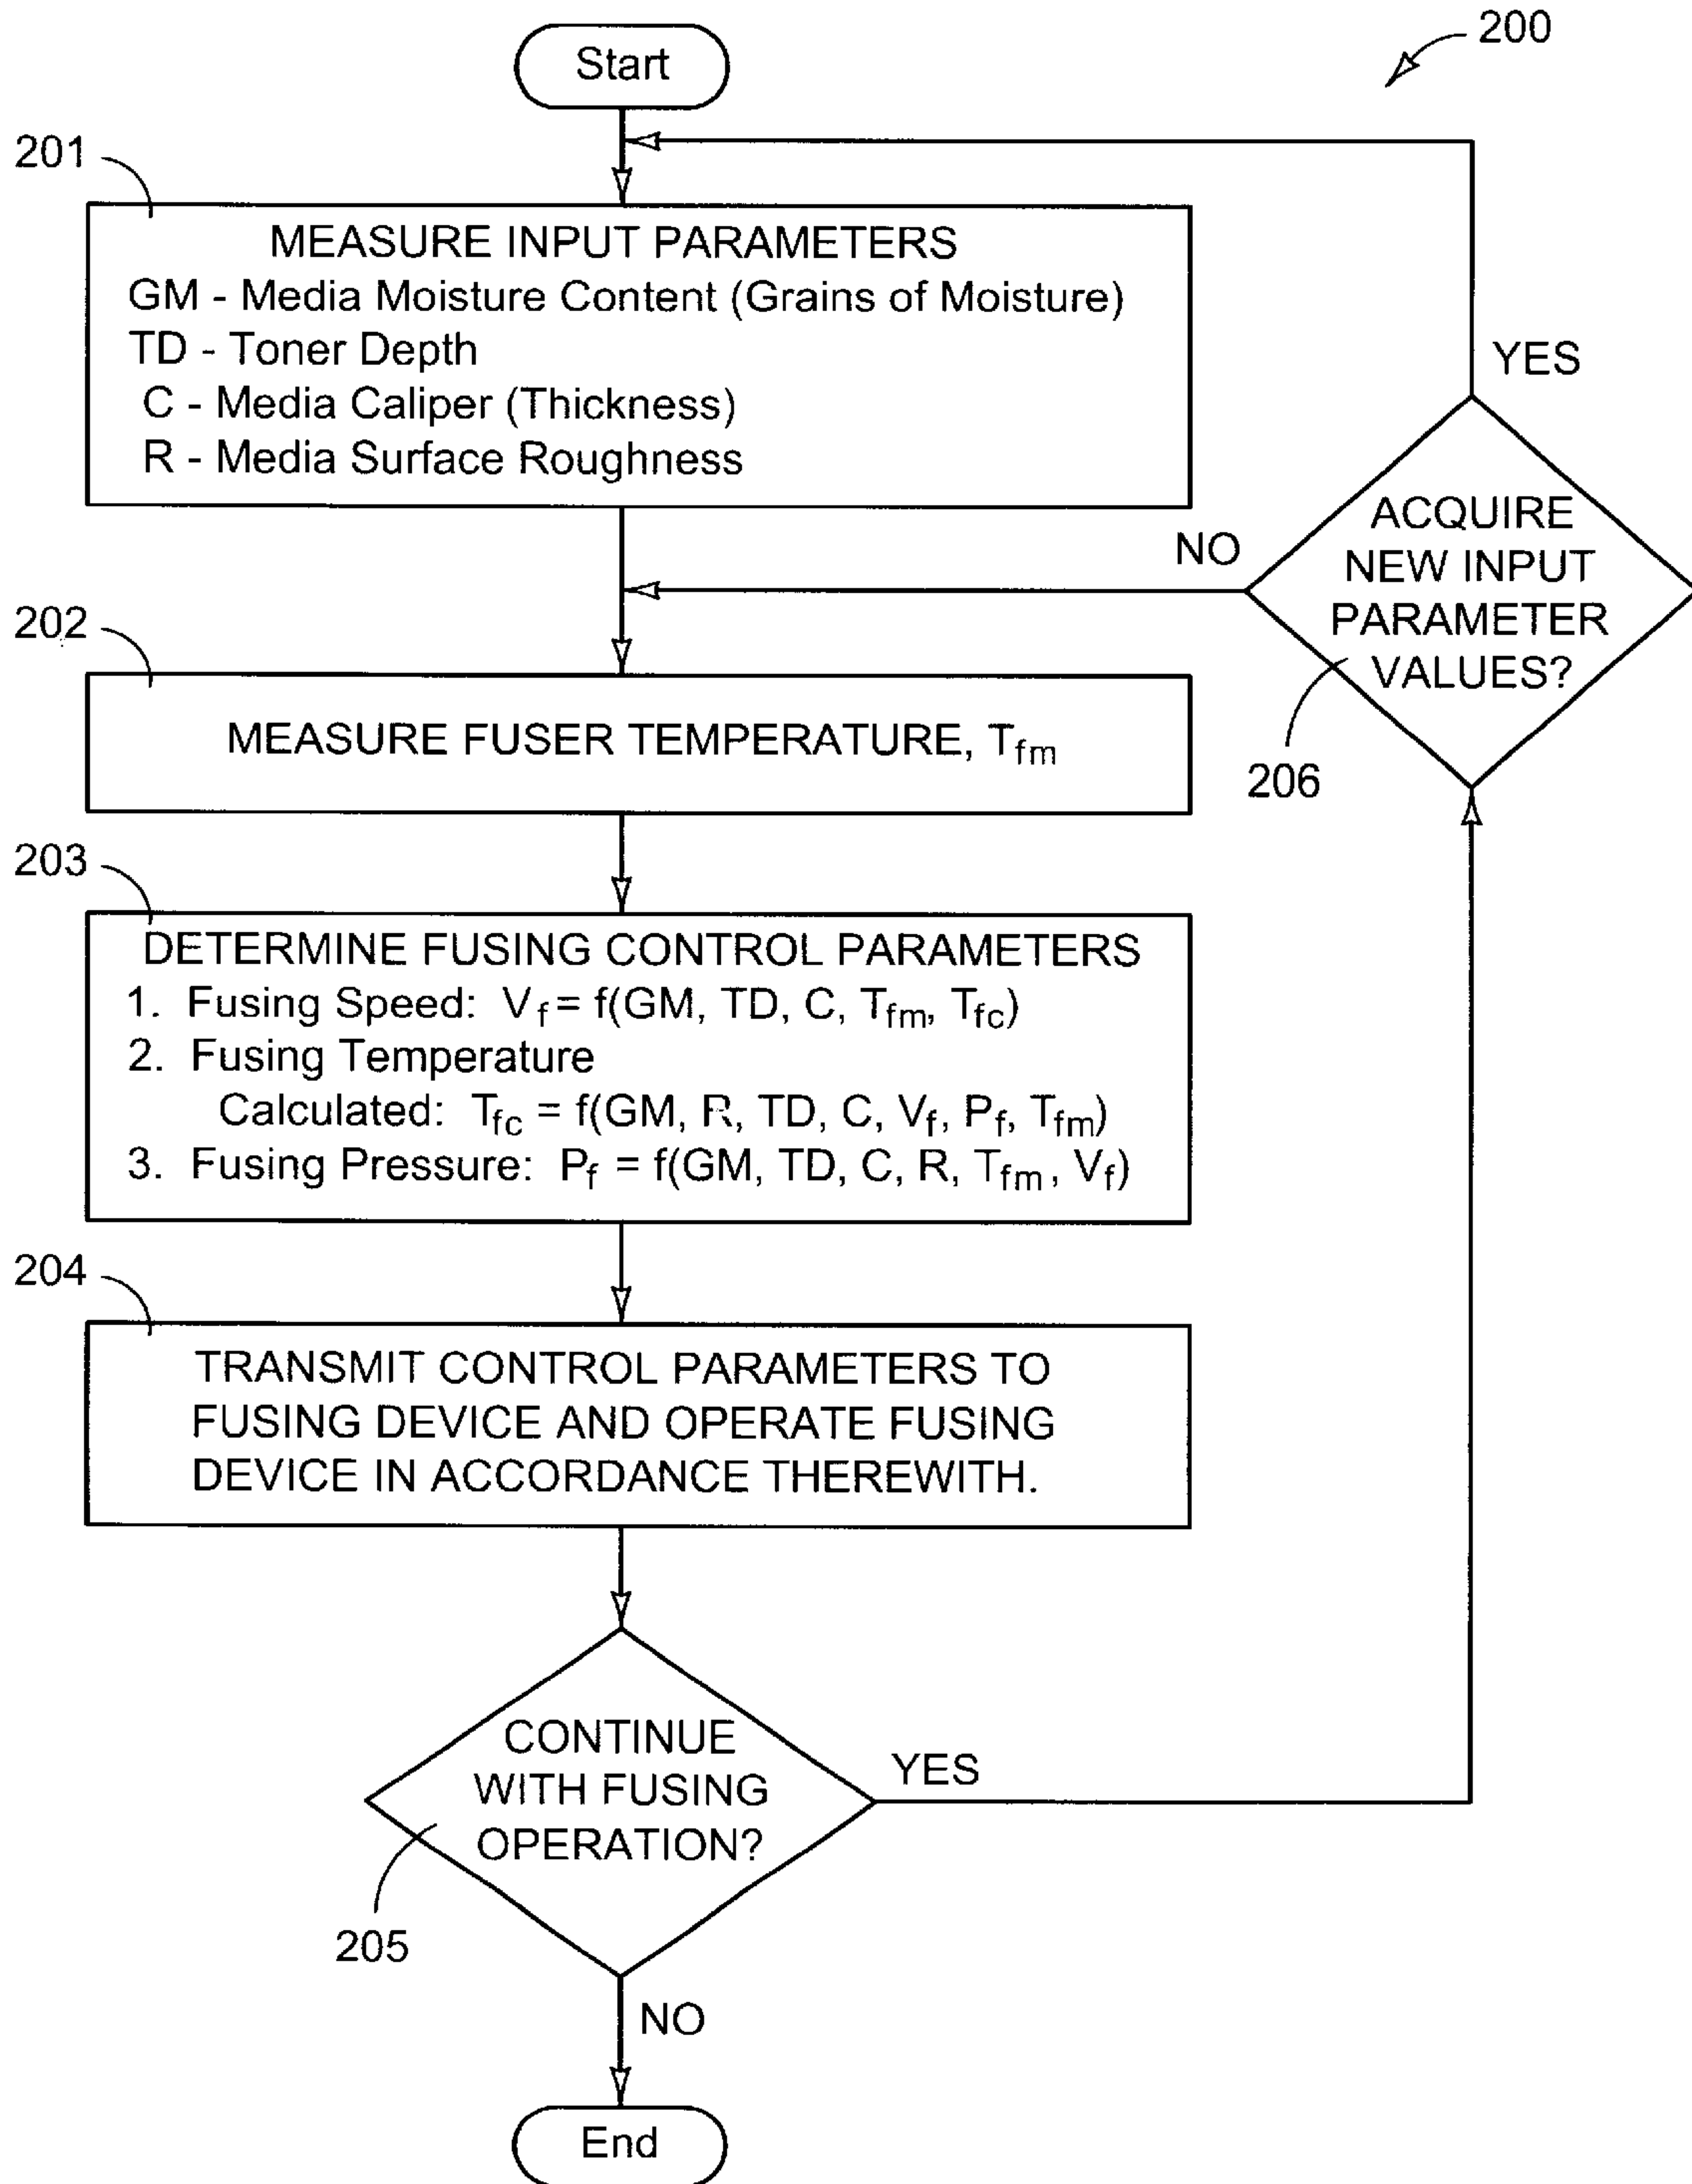 200
Start
201
MEASURE INPUT PARAMETERS
GM - Media Moisture Content (Grains of Moisture)
TD - Toner Depth
C - Media Caliper (Thickness)
R - Media Surface Roughness
YES
ACQUIRE
NEW INPUT
PARAMETER
VALUES?
NO
206
202
MEASURE FUSER TEMPERATURE, Tfm
203
DETERMINE FUSING CONTROL PARAMETERS
1. Fusing Speed: Vf = f(GM, TD, C, Tfm, Tfc)
2. Fusing Temperature
Calculated: Tfc = f(GM, R, TD, C, Vf, Pf, Tfm)
3. Fusing Pressure: Pf = f(GM, TD, C, R, Tfm, Vf)
204
TRANSMIT CONTROL PARAMETERS TO
FUSING DEVICE AND OPERATE FUSING
DEVICE IN ACCORDANCE THEREWITH.
CONTINUE
WITH FUSING
OPERATION?
YES
205
NO
End